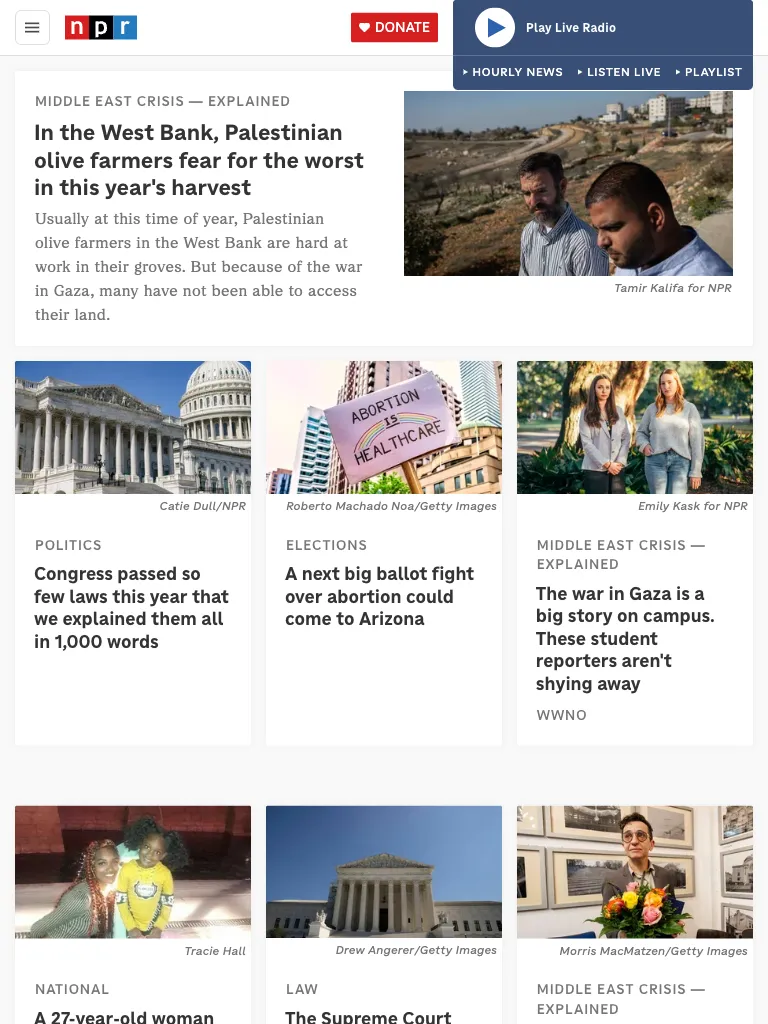 npr
DONATE
Play Live Radio
HOURLY NEWS
LISTEN LIVE
PLAYLIST
MIDDLE EAST CRISIS — EXPLAINED
In the West Bank, Palestinian
olive farmers fear for the worst
in this year's harvest
Usually at this time of year, Palestinian
olive farmers in the West Bank are hard at
work in their groves. But because of the war
in Gaza, many have not been able to access
their land.
Tamir Kalifa for NPR
Catie Dull/NPR
POLITICS
Congress passed so
few laws this year that
we explained them all
in 1,000 words
ABORTION
IS
HEALTHCARE
Roberto Machado Noa/Getty Images
ELECTIONS
A next big ballot fight
over abortion could
come to Arizona
Emily Kask for NPR
MIDDLE EAST CRISIS —
EXPLAINED
The war in Gaza is a
big story on campus.
These student
reporters aren't
shying away
WWNO
Tracie Hall
NATIONAL
A 27-year-old woman
Drew Angerer/Getty Images
LAW
The Supreme Court
Morris MacMatzen/Getty Images
MIDDLE EAST CRISIS —
EXPLAINED